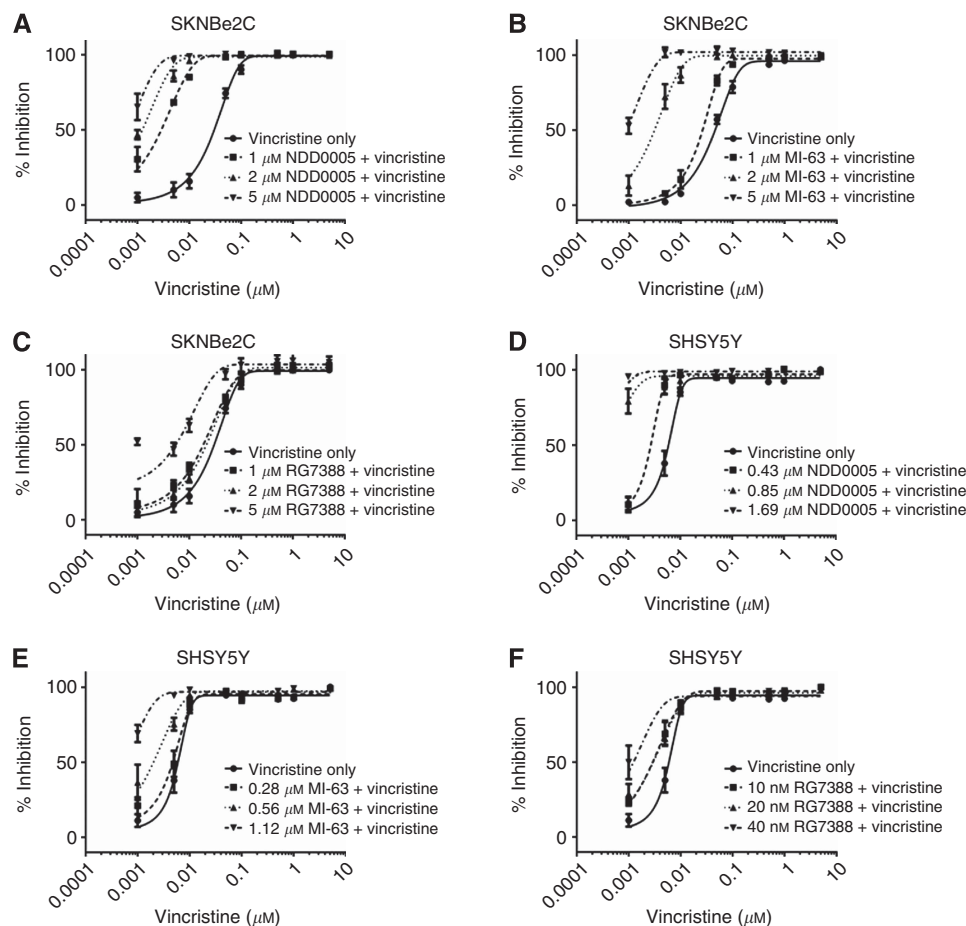 A
SKNBe2C
% Inhibition
100
50
0
Vincristine only
1 μM NDD0005 + vincristine
2 μM NDD0005 + vincristine
5 μM NDD0005 + vincristine
0.0001
0.001
0.01
0.1
1
10
Vincristine (μM)
B
SKNBe2C
% Inhibition
100
50
0
Vincristine only
1 μM MI-63 + vincristine
2 μM MI-63 + vincristine
5 μM MI-63 + vincristine
0.0001
0.001
0.01
0.1
1
10
Vincristine (μM)
C
SKNBe2C
% Inhibition
100
50
0
Vincristine only
1 μM RG7388 + vincristine
2 μM RG7388 + vincristine
5 μM RG7388 + vincristine
0.0001
0.001
0.01
0.1
1
10
Vincristine (μM)
D
SHSY5Y
% Inhibition
100
50
0
Vincristine only
0.43 μM NDD0005 + vincristine
0.85 μM NDD0005 + vincristine
1.69 μM NDD0005 + vincristine
0.0001
0.001
0.01
0.1
1
10
Vincristine (μM)
E
SHSY5Y
% Inhibition
100
50
0
Vincristine only
0.28 μM MI-63 + vincristine
0.56 μM MI-63 + vincristine
1.12 μM MI-63 + vincristine
0.0001
0.001
0.01
0.1
1
10
Vincristine (μM)
F
SHSY5Y
% Inhibition
100
50
0
Vincristine only
10 nM RG7388 + vincristine
20 nM RG7388 + vincristine
40 nM RG7388 + vincristine
0.0001
0.001
0.01
0.1
1
10
Vincristine (μM)